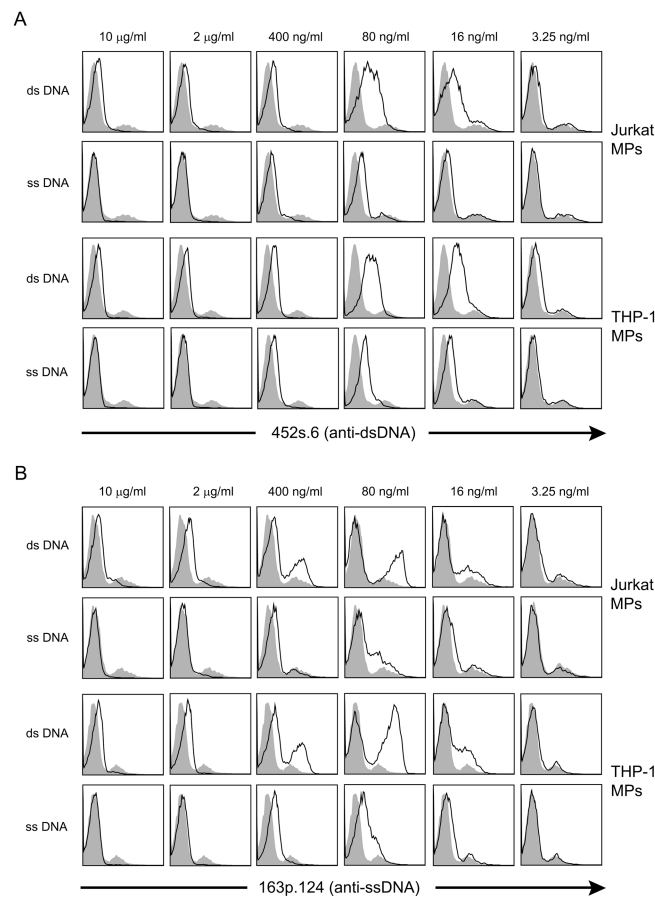 A
10 μg/ml 2 μg/ml 400 ng/ml 80 ng/ml 16 ng/ml 3.25 ng/ml
ds DNA
Jurkat
MPs
ss DNA
ds DNA
THP-1
MPs
ss DNA
452s.6 (anti-dsDNA)
B
10 μg/ml 2 μg/ml 400 ng/ml 80 ng/ml 16 ng/ml 3.25 ng/ml
ds DNA
Jurkat
MPs
ss DNA
ds DNA
THP-1
MPs
ss DNA
163p.124 (anti-ssDNA)